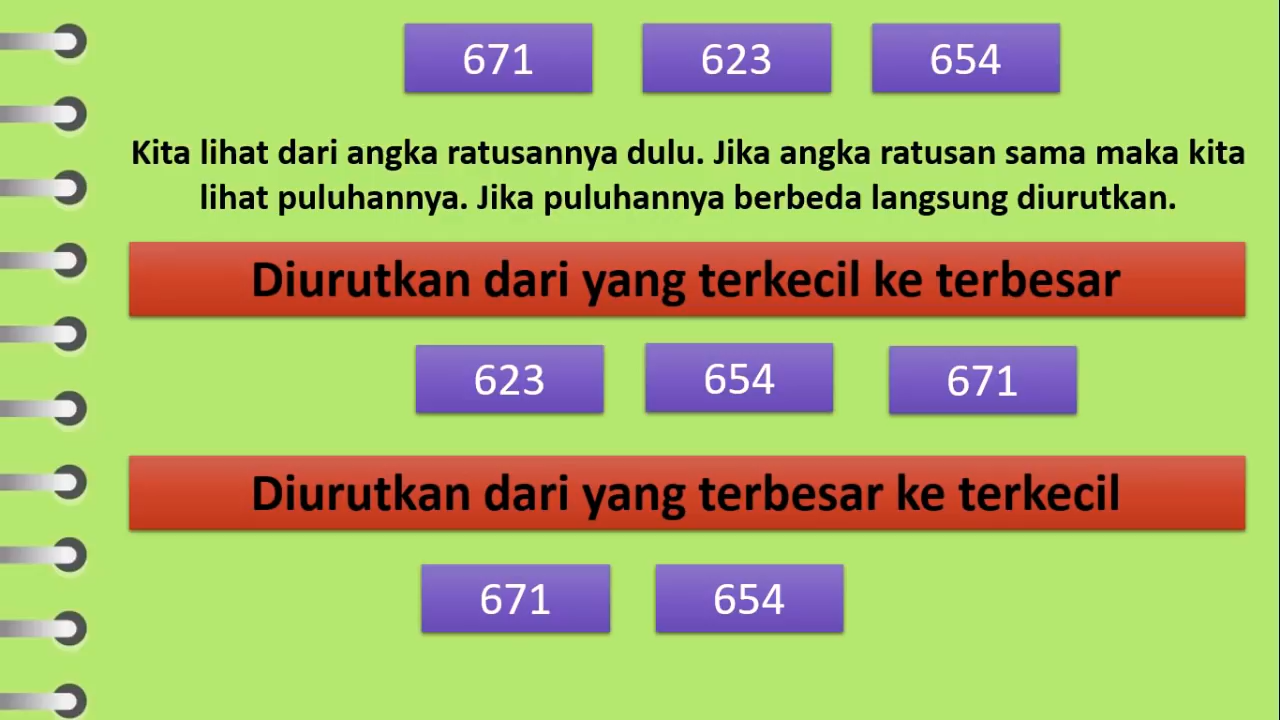 671 623 654
Kita lihat dari angka ratusannya dulu. Jika angka ratusan sama maka kita
lihat puluhannya. Jika puluhannya berbeda langsung diurutkan.
Diurutkan dari yang terkecil ke terbesar
623 654 671
Diurutkan dari yang terbesar ke terkecil
671 654